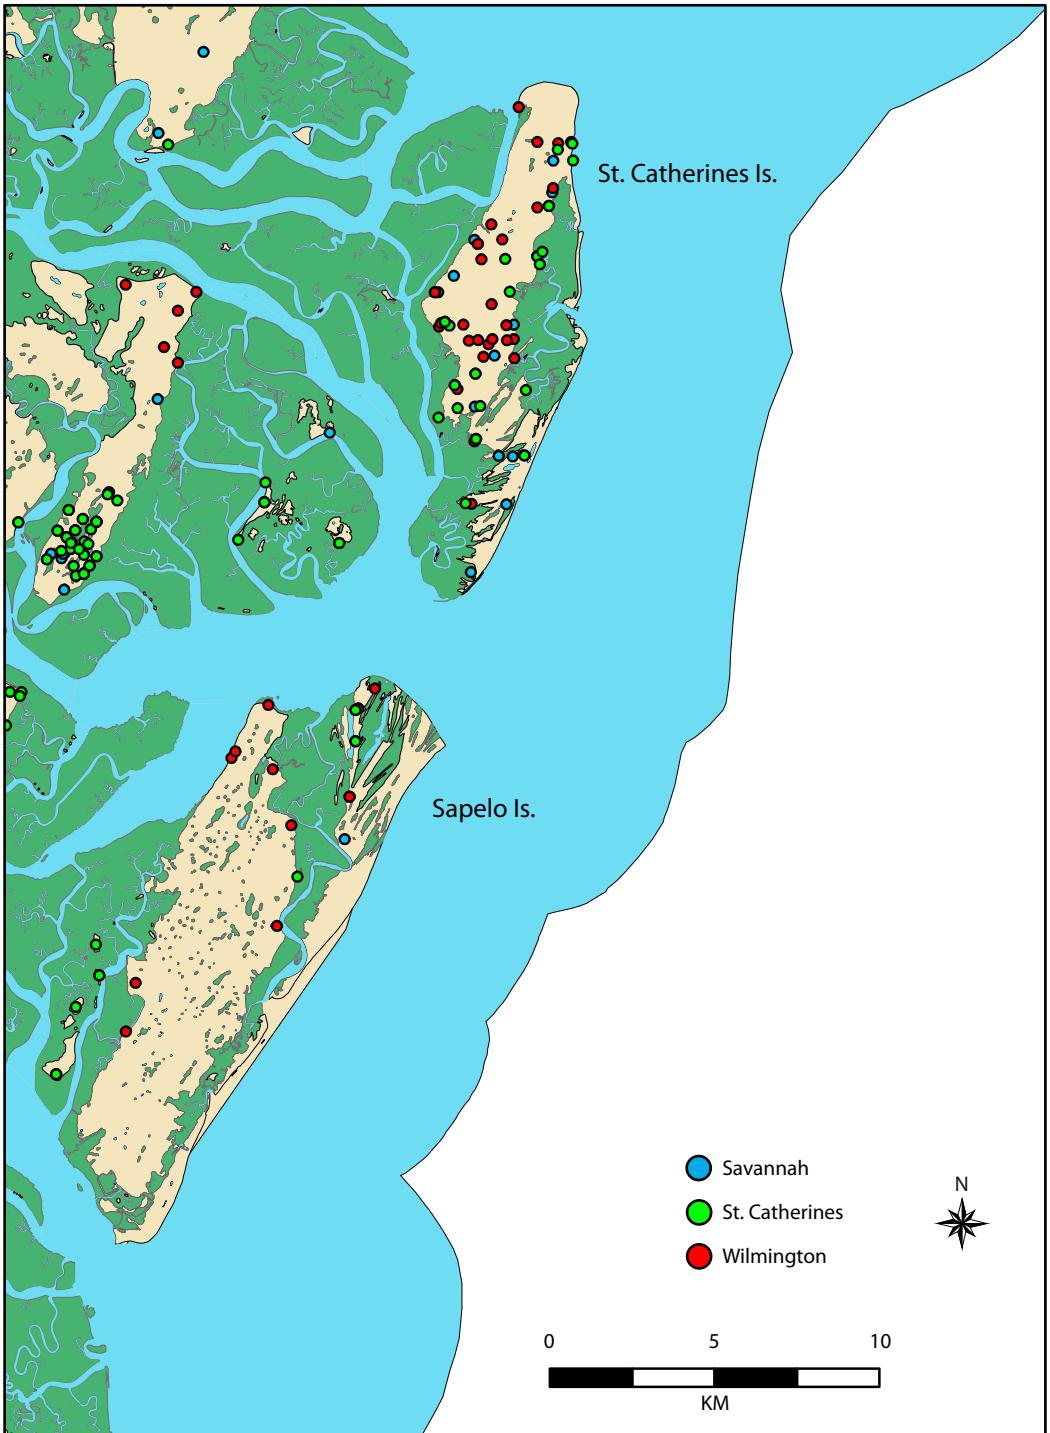 St. Catherines Is.
Sapelo Is.
Savannah
St. Catherines
Wilmington
N
0 5 10
KM